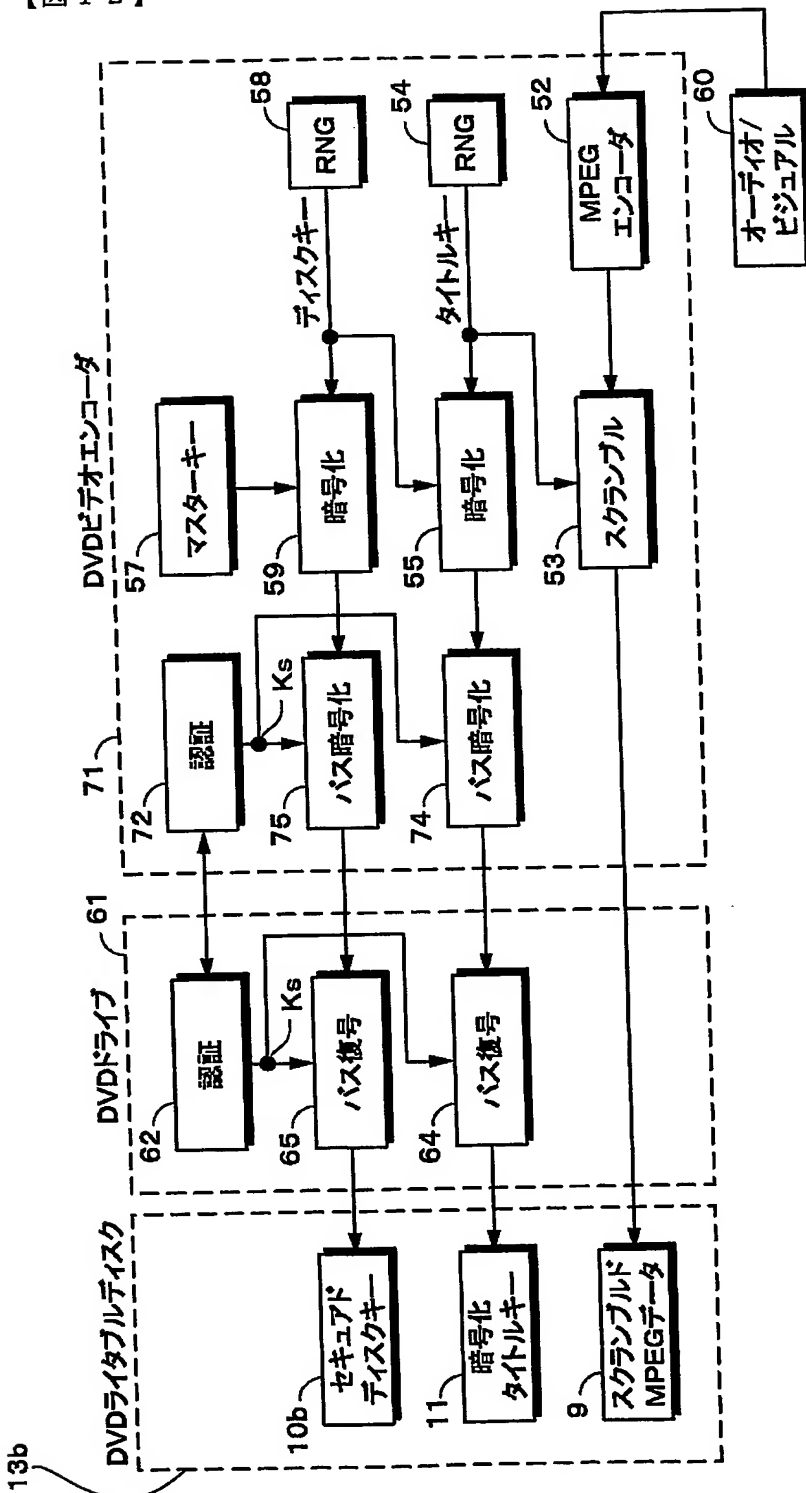 【図12】
13b
DVDライタブルディスク
10b
セキュアド
ディスクキー
11
暗号化
タイトルキー
9
スクランブルド
MPEGデータ
DVDドライブ
61
62
認証
Ks
65
バス復号
64
バス復号
DVDビデオエンコーダ
71
72
認証
Ks
75
バス暗号化
74
バス暗号化
57
マスターキー
59
暗号化
55
暗号化
53
スクランブル
ディスクキー
58
RNG
タイトルキー
54
RNG
52
MPEG
エンコーダ
60
オーディオ/
ビジュアル